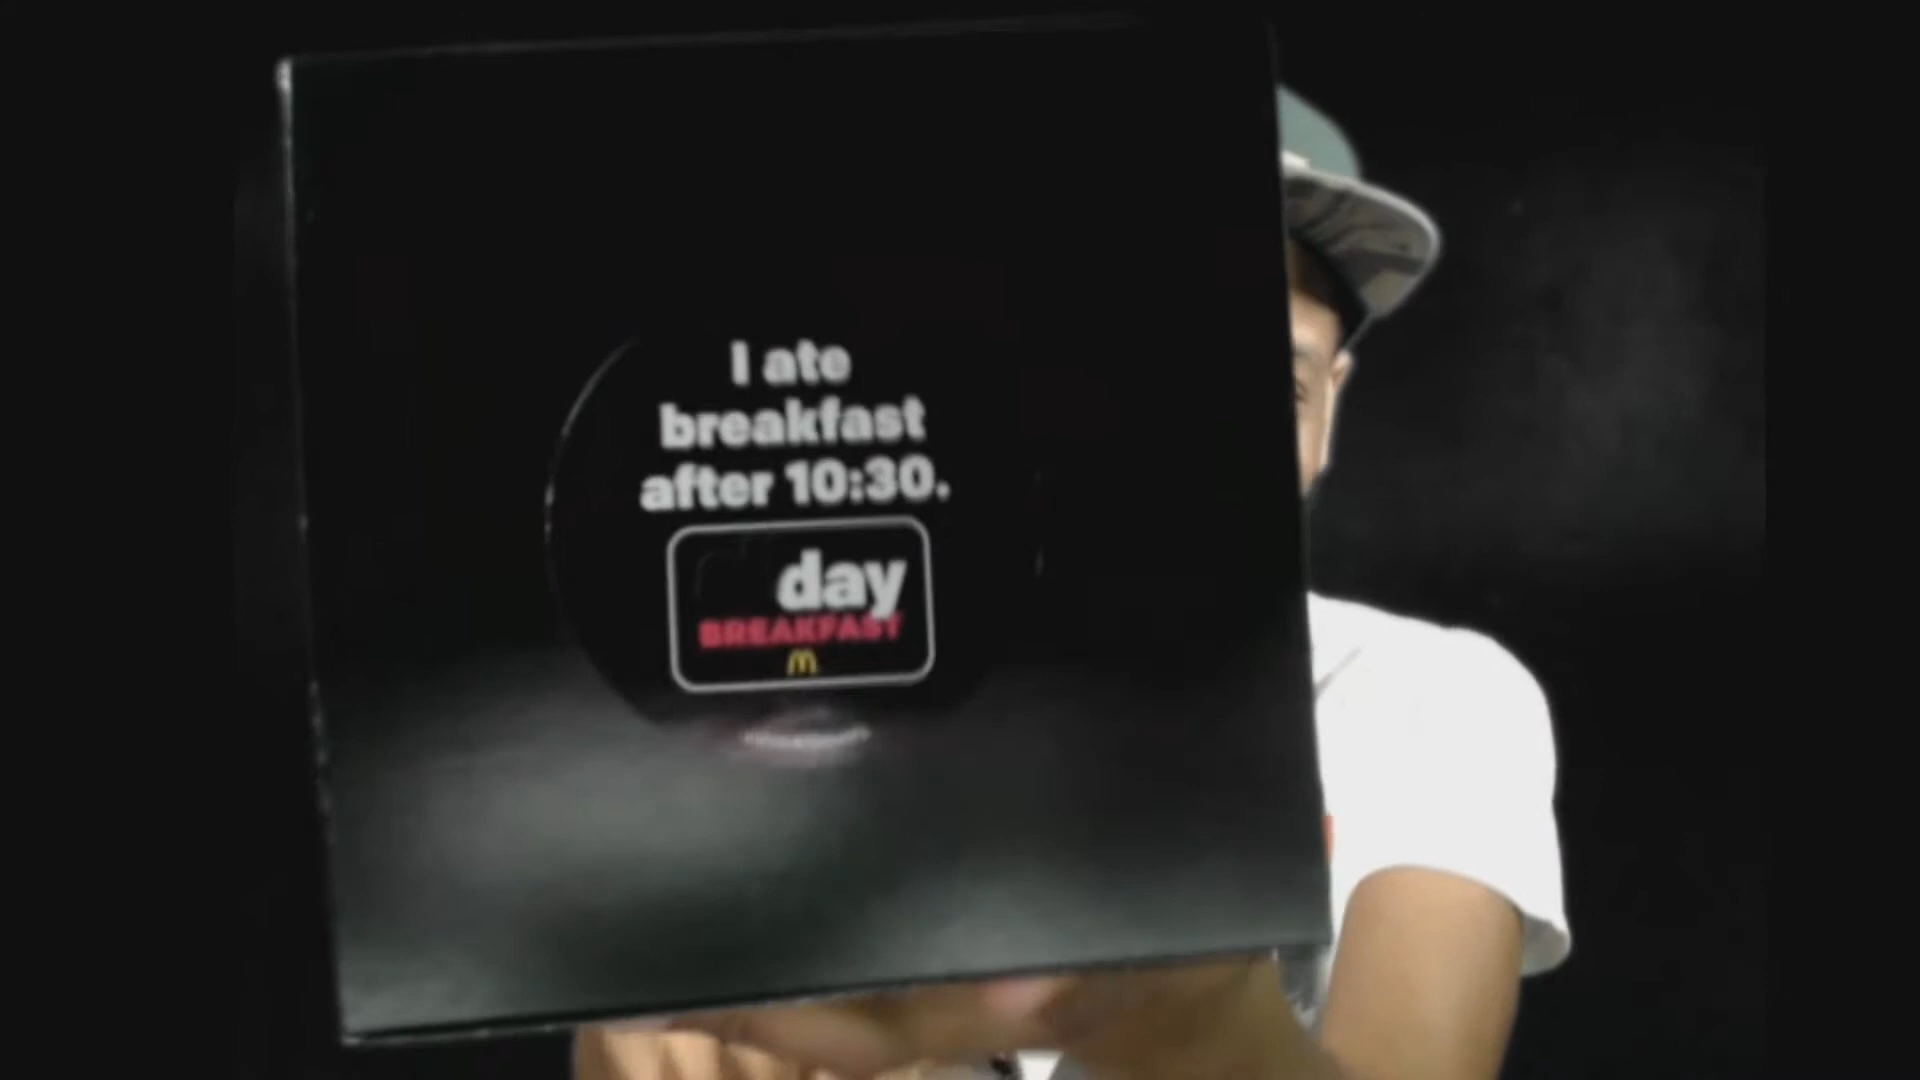 I ate
breakfast
after 10:30.
day
BREAKFAST